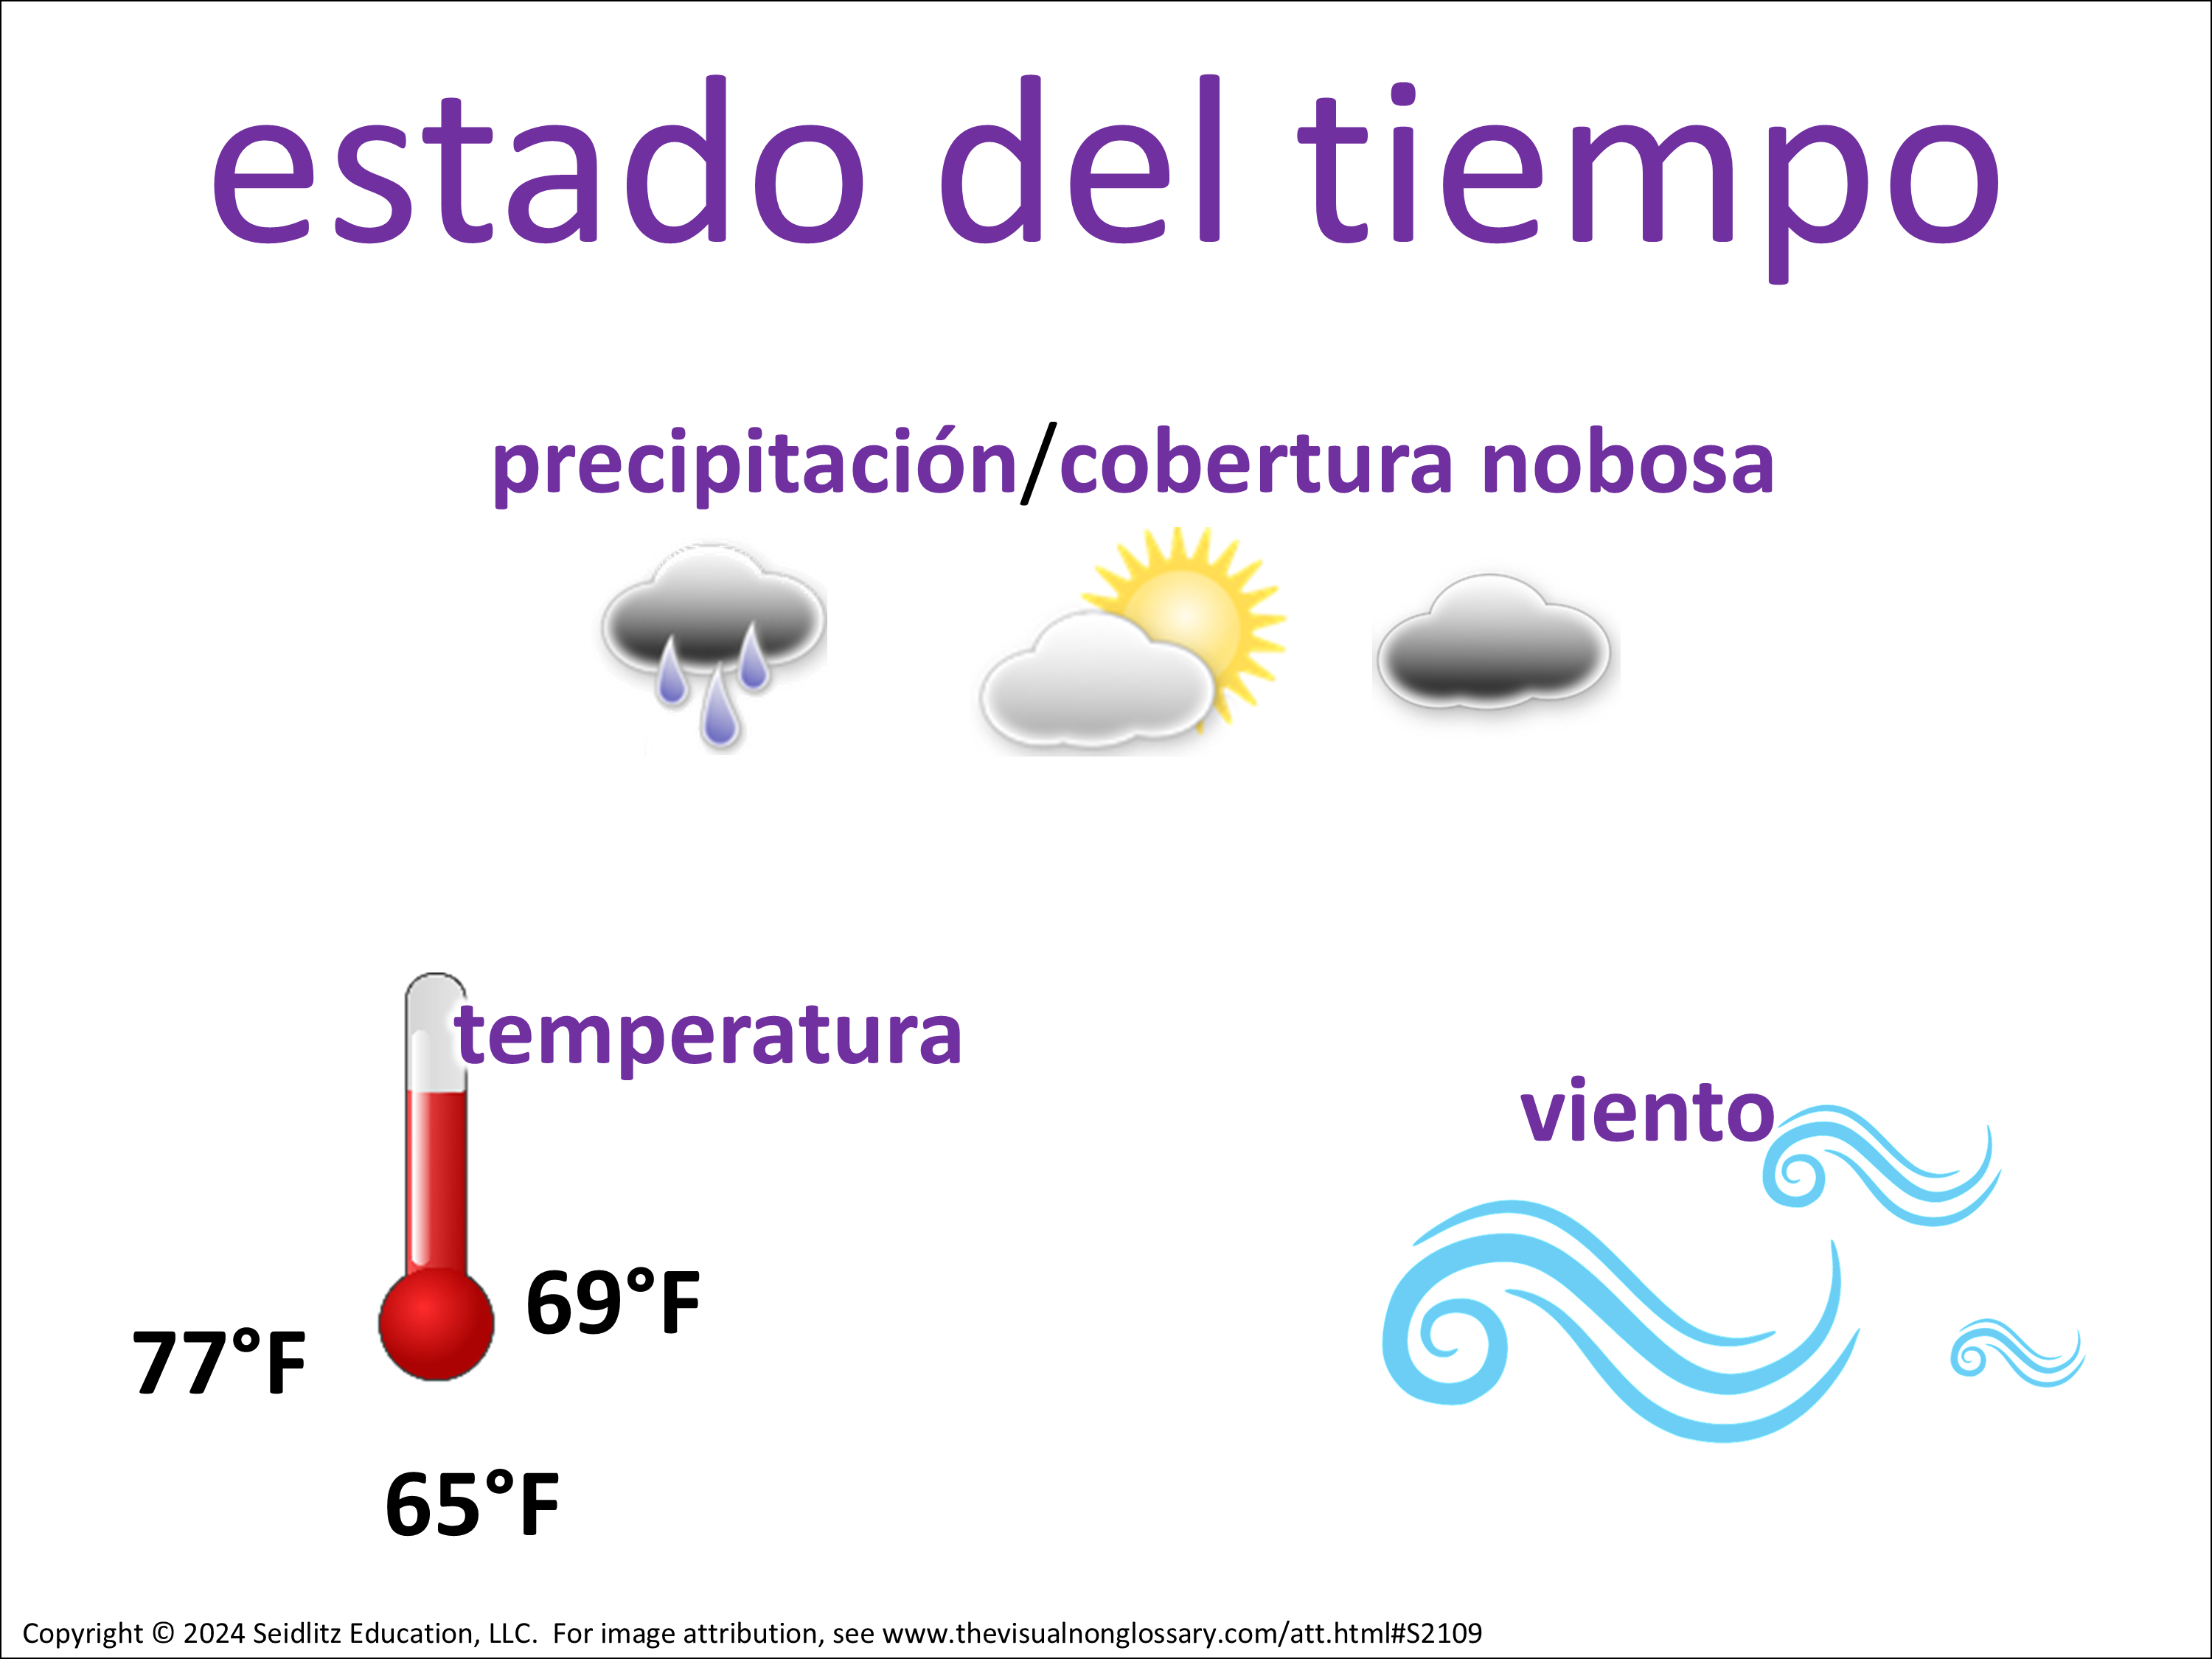 estado del tiempo
precipitación/cobertura nobosa
temperatura
viento
69°F
77°F
65°F
Copyright © 2024 Seidlitz Education, LLC.  For image attribution, see www.thevisualnonglossary.com/att.html#S2109